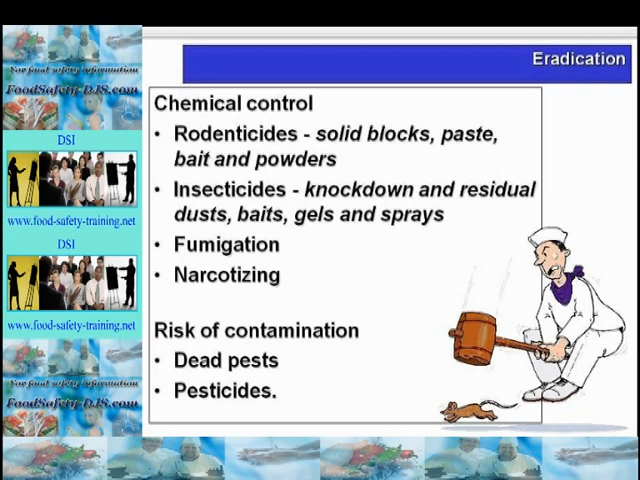 For food safety information
FoodSafety-DJS.com
DSI
www.food-safety-training.net
DSI
www.food-safety-training.net
For food safety information
FoodSafety-DJS.com
Eradication
Chemical control
• Rodenticides - solid blocks, paste,
bait and powders
• Insecticides - knockdown and residual
dusts, baits, gels and sprays
• Fumigation
• Narcotizing
Risk of contamination
• Dead pests
• Pesticides.